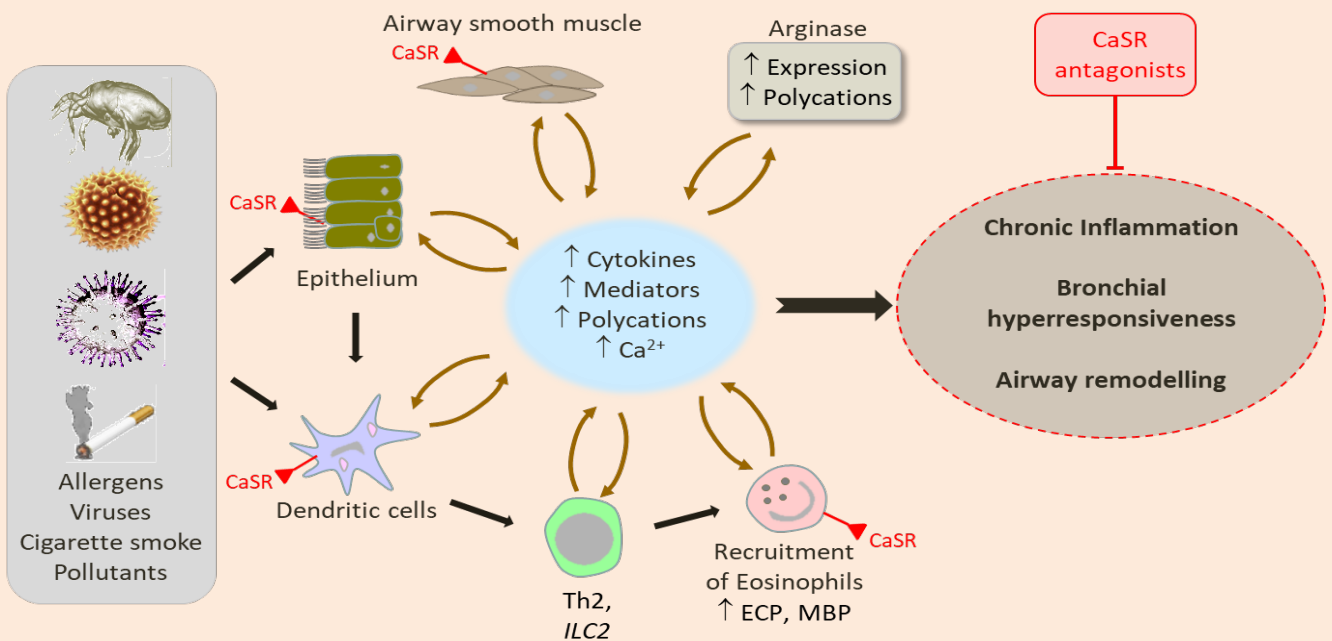 Allergens
Viruses
Cigarette smoke
Pollutants
Airway smooth muscle
CaSR
Arginase
↑ Expression
↑ Polycations
CaSR
antagonists
CaSR
Epithelium
↑ Cytokines
↑ Mediators
↑ Polycations
↑ Ca²⁺
Chronic Inflammation
Bronchial
hyperresponsiveness
Airway remodelling
CaSR
Dendritic cells
Th2,
ILC2
CaSR
Recruitment
of Eosinophils
↑ ECP, MBP